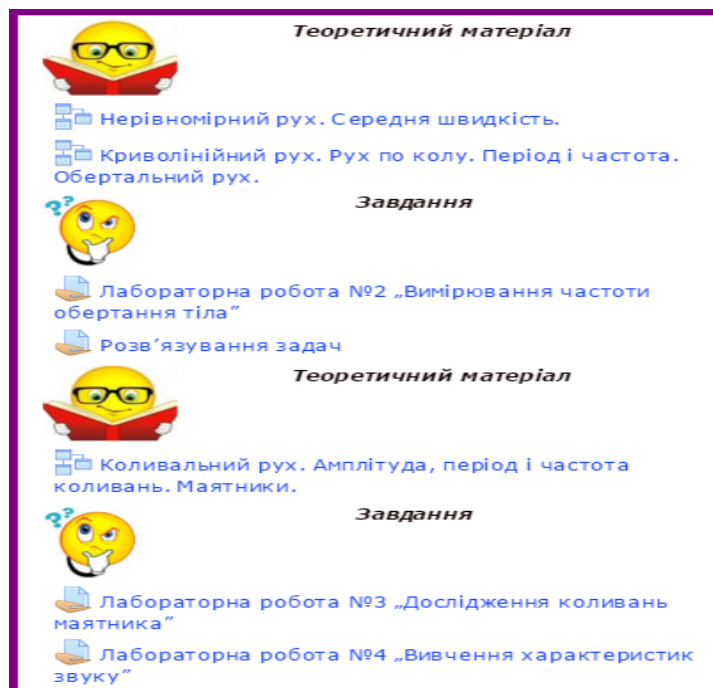 Теоретичний матеріал
Нерівномірний рух. Середня швидкість.
Криволінійний рух. Рух по колу. Період і частота.
Обертальний рух.
??
Завдання
Лабораторна робота №2 „Вимірювання частоти
обертання тіла”
Розв′язування задач
Теоретичний матеріал
Коливальний рух. Амплітуда, період і частота
коливань. Маятники.
??
Завдання
Лабораторна робота №3 „Дослідження коливань
маятника”
Лабораторна робота №4 „Вивчення характеристик
звуку”